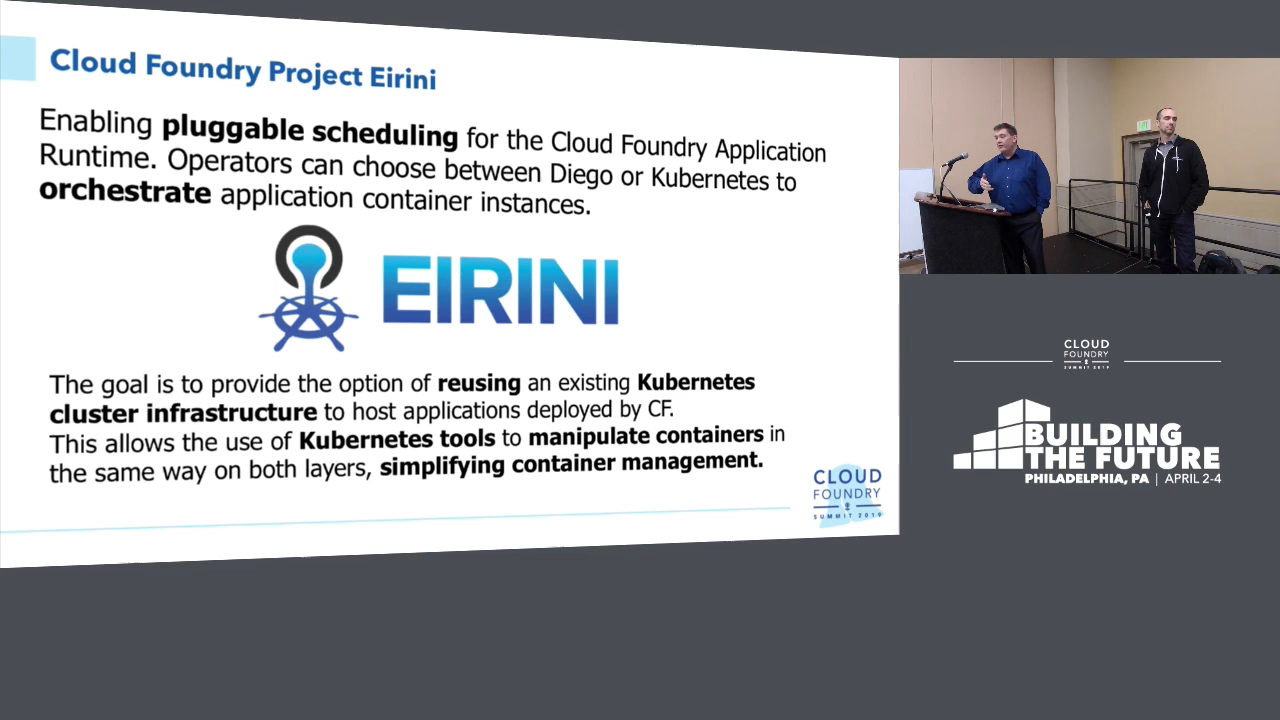 Cloud Foundry Project Eirini
Enabling pluggable scheduling for the Cloud Foundry Application
Runtime. Operators can choose between Diego or Kubernetes to
orchestrate application container instances.
EIRINI
The goal is to provide the option of reusing an existing Kubernetes
cluster infrastructure to host applications deployed by CF.
This allows the use of Kubernetes tools to manipulate containers in
the same way on both layers, simplifying container management.
CLOUD
FOUNDRY
SUMMIT 2019
CLOUD
FOUNDRY
SUMMIT 2019
BUILDING
THE FUTURE
PHILADELPHIA, PA | APRIL 2-4